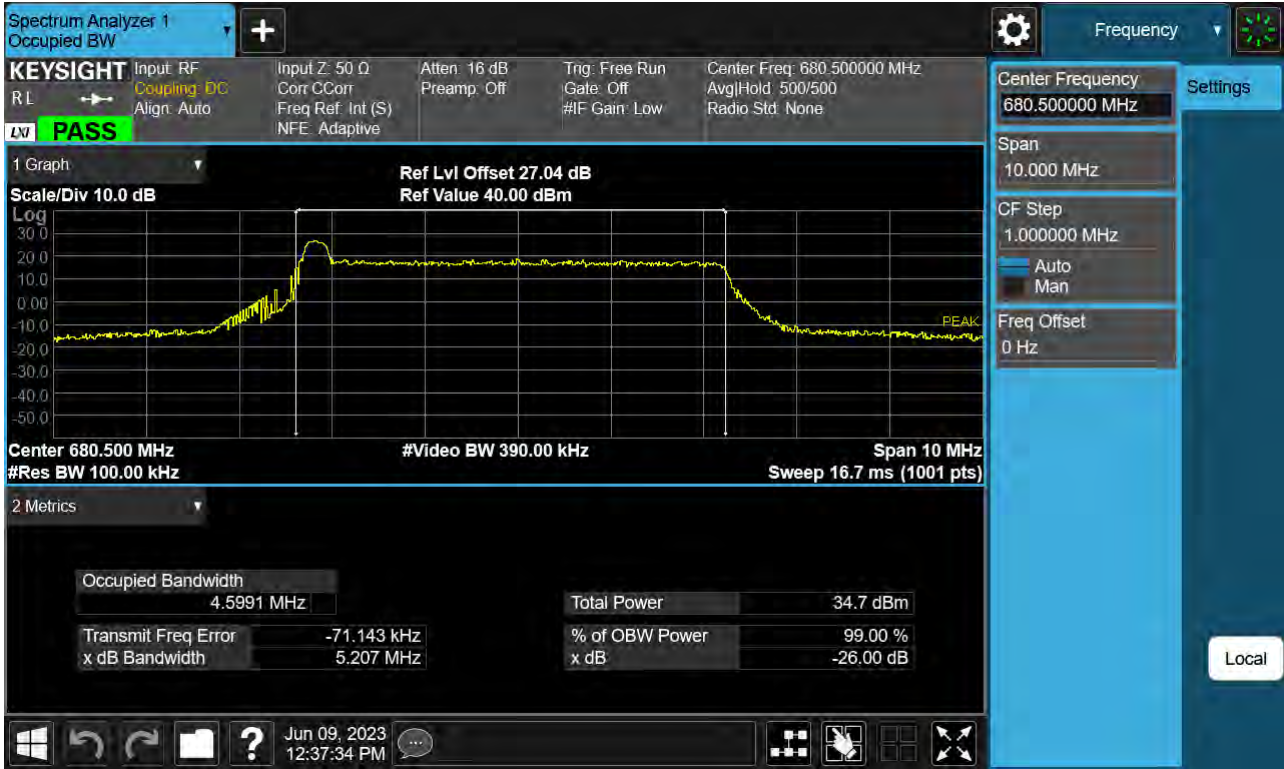 Spectrum Analyzer 1
Occupied BW
+
Frequency
KEYSIGHT
R L
LXI PASS
Input: RF
Coupling: DC
Align: Auto
Input Z: 50 Ω
Corr CCorr
Freq Ref: Int (S)
NFE: Adaptive
Atten: 16 dB
Preamp: Off
Trig: Free Run
Gate: Off
#IF Gain: Low
Center Freq: 680.500000 MHz
Avg|Hold: 500/500
Radio Std: None
Center Frequency
680.500000 MHz
Settings
Span
10.000 MHz
CF Step
1.000000 MHz
Auto
Man
Freq Offset
0 Hz
Local
1 Graph
Scale/Div 10.0 dB
Ref Lvl Offset 27.04 dB
Ref Value 40.00 dBm
Log
30.0
20.0
10.0
0.00
-10.0
-20.0
-30.0
-40.0
-50.0
PEAK
Center 680.500 MHz
#Video BW 390.00 kHz
Span 10 MHz
#Res BW 100.00 kHz
Sweep 16.7 ms (1001 pts)
2 Metrics
Occupied Bandwidth
4.5991 MHz
Transmit Freq Error -71.143 kHz
x dB Bandwidth 5.207 MHz
Total Power 34.7 dBm
% of OBW Power 99.00 %
x dB -26.00 dB
?
Jun 09, 2023
12:37:34 PM